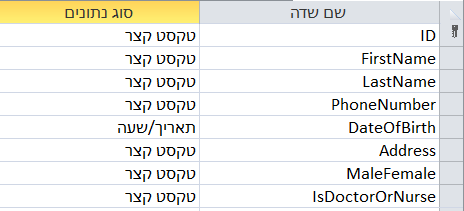 שם שדה סוג נתונים
ID טקסט קצר
FirstName טקסט קצר
LastName טקסט קצר
PhoneNumber טקסט קצר
DateOfBirth תאריך/שעה
Address טקסט קצר
MaleFemale טקסט קצר
IsDoctorOrNurse טקסט קצר